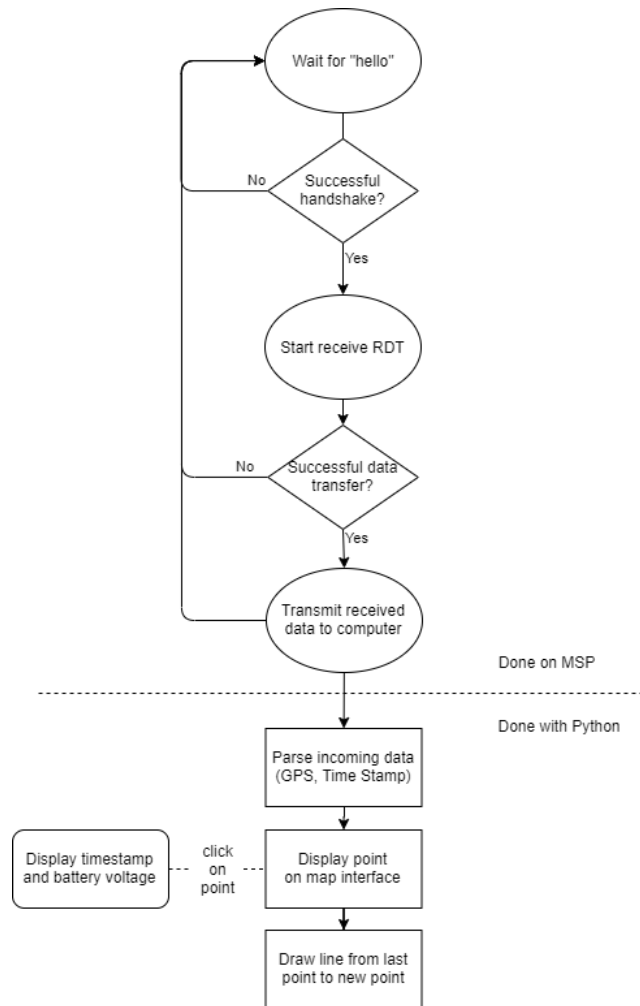 Wait for "hello"
No
Successful
handshake?
Yes
Start receive RDT
No
Successful data
transfer?
Yes
Transmit received
data to computer
Done on MSP
Done with Python
Parse incoming data
(GPS, Time Stamp)
Display timestamp
and battery voltage
click
on
point
Display point
on map interface
Draw line from last
point to new point